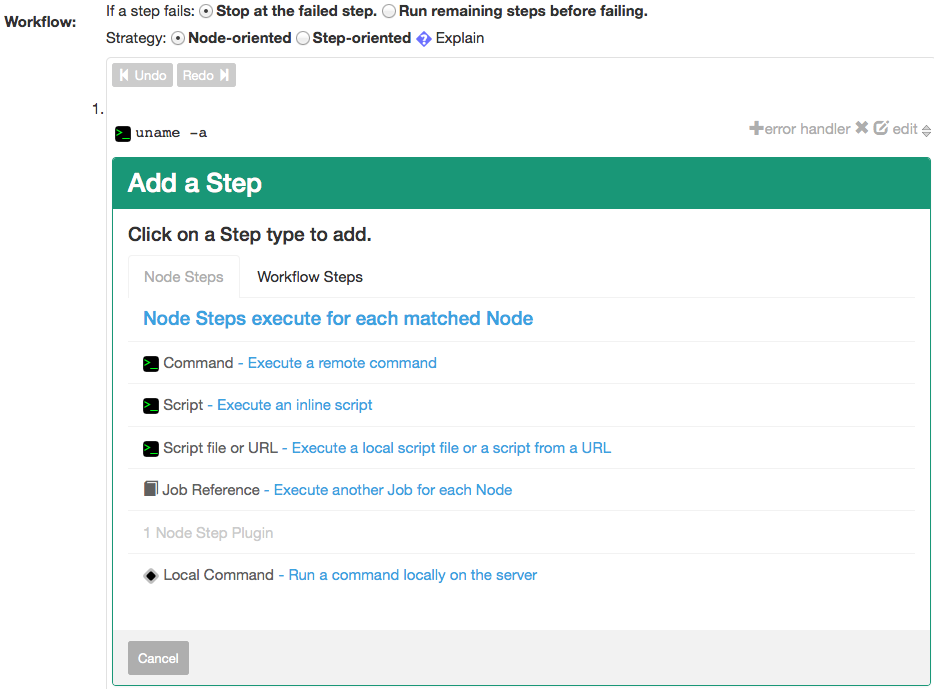 If a step fails: Stop at the failed step. Run remaining steps before failing.
Workflow:
Strategy: Node-oriented Step-oriented ? Explain
Undo Redo
1.
>_ uname -a error handler edit
Add a Step
Click on a Step type to add.
Node Steps Workflow Steps
Node Steps execute for each matched Node
>_ Command - Execute a remote command
>_ Script - Execute an inline script
>_ Script file or URL - Execute a local script file or a script from a URL
Job Reference - Execute another Job for each Node
1 Node Step Plugin
Local Command - Run a command locally on the server
Cancel